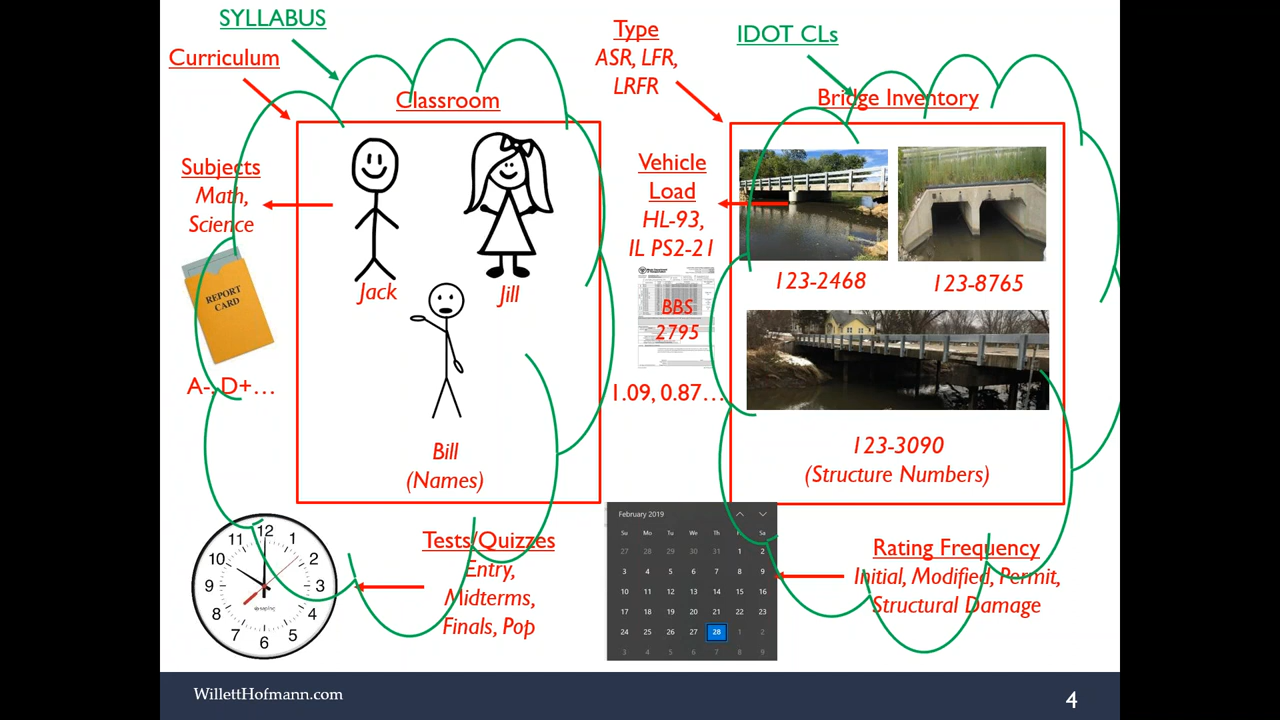 SYLLABUS
Curriculum
Classroom
Subjects
Math,
Science
REPORT
CARD
A-, D+…
Jack
Jill
Bill
(Names)
11
12
1
10
2
9
3
8
4
7
6
5
Tests/Quizzes
Entry,
Midterms,
Finals, Pop
Type
ASR, LFR,
LRFR
IDOT CLs
Bridge Inventory
Vehicle
Load
HL-93,
IL PS2-21
BBS
2795
1.09, 0.87…
123-2468
123-8765
123-3090
(Structure Numbers)
February 2019
Su Mo Tu We Th Fr Sa
27 28 29 30 31 1 2
3 4 5 6 7 8 9
10 11 12 13 14 15 16
17 18 19 20 21 22 23
24 25 26 27 28 1 2
3 4 5 6 7 8 9
Rating Frequency
Initial, Modified, Permit,
Structural Damage
WillettHofmann.com
4